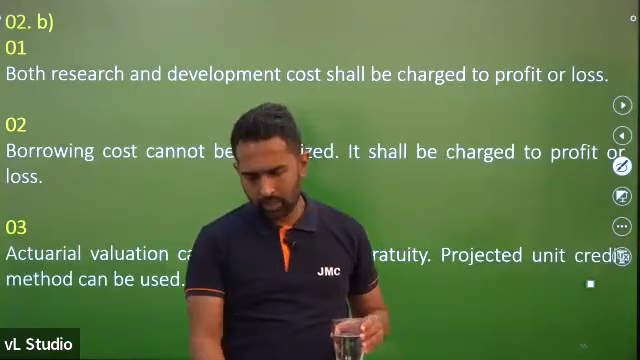 02. b)
01
Both research and development cost shall be charged to profit or loss.
02
Borrowing cost cannot be ized. It shall be charged to profit or
loss.
03
Actuarial valuation ratuity. Projected unit credit
method can be used.
JMC
vL Studio